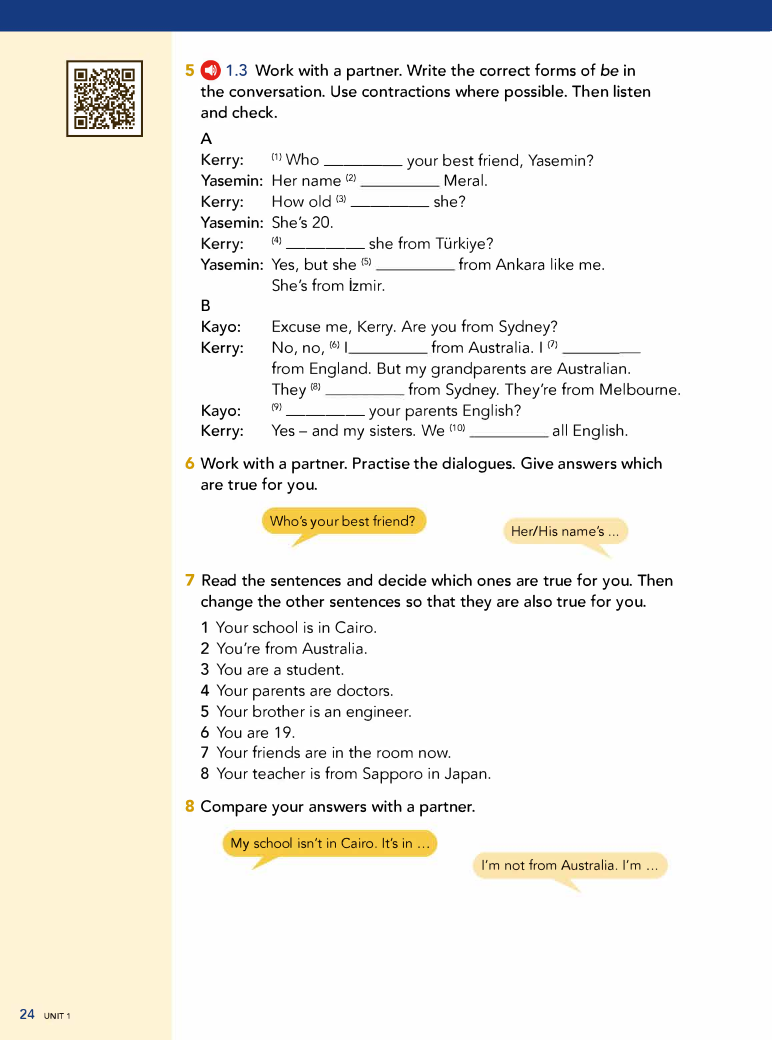 5 1.3 Work with a partner. Write the correct forms of be in
the conversation. Use contractions where possible. Then listen
and check.
A
Kerry: (1) Who _________ your best friend, Yasemin?
Yasemin: Her name (2) _________ Meral.
Kerry: How old (3) _________ she?
Yasemin: She's 20.
Kerry: (4) _________ she from Türkiye?
Yasemin: Yes, but she (5) _________ from Ankara like me.
She's from İzmir.
B
Kayo: Excuse me, Kerry. Are you from Sydney?
Kerry: No, no, (6) I_________ from Australia. I (7) _________
from England. But my grandparents are Australian.
They (8) _________ from Sydney. They're from Melbourne.
Kayo: (9) _________ your parents English?
Kerry: Yes – and my sisters. We (10) _________ all English.
6 Work with a partner. Practise the dialogues. Give answers which
are true for you.
Who's your best friend?
Her/His name's ...
7 Read the sentences and decide which ones are true for you. Then
change the other sentences so that they are also true for you.
1 Your school is in Cairo.
2 You're from Australia.
3 You are a student.
4 Your parents are doctors.
5 Your brother is an engineer.
6 You are 19.
7 Your friends are in the room now.
8 Your teacher is from Sapporo in Japan.
8 Compare your answers with a partner.
My school isn't in Cairo. It's in ...
I'm not from Australia. I'm ...
24 UNIT 1